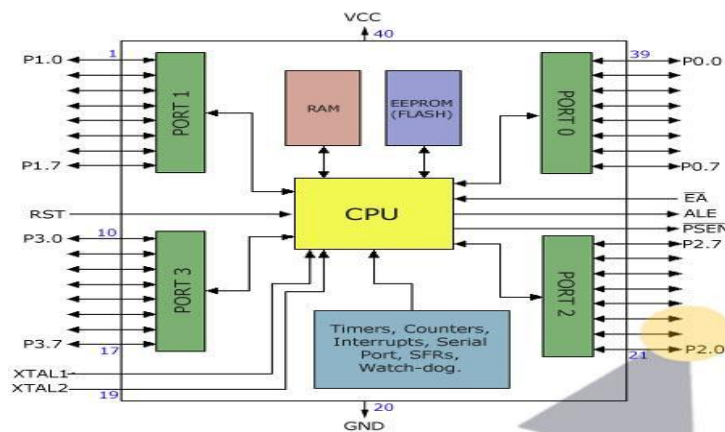 VCC
40
P1.0
1
39
P0.0
PORT 1
RAM
EEPROM
(FLASH)
PORT 0
P1.7
P0.7
EA
RST
CPU
ALE
PSEN
P3.0
10
P2.7
PORT 3
PORT 2
Timers, Counters,
Interrupts, Serial
Port, SFRs,
Watch-dog.
P3.7
17
21
P2.0
XTAL1
XTAL2
19
20
GND